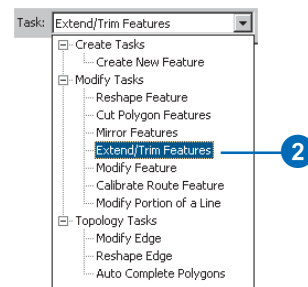 Task: Extend/Trim Features
Create Tasks
Create New Feature
Modify Tasks
Reshape Feature
Cut Polygon Features
Mirror Features
Extend/Trim Features
2
Modify Feature
Calibrate Route Feature
Modify Portion of a Line
Topology Tasks
Modify Edge
Reshape Edge
Auto Complete Polygons